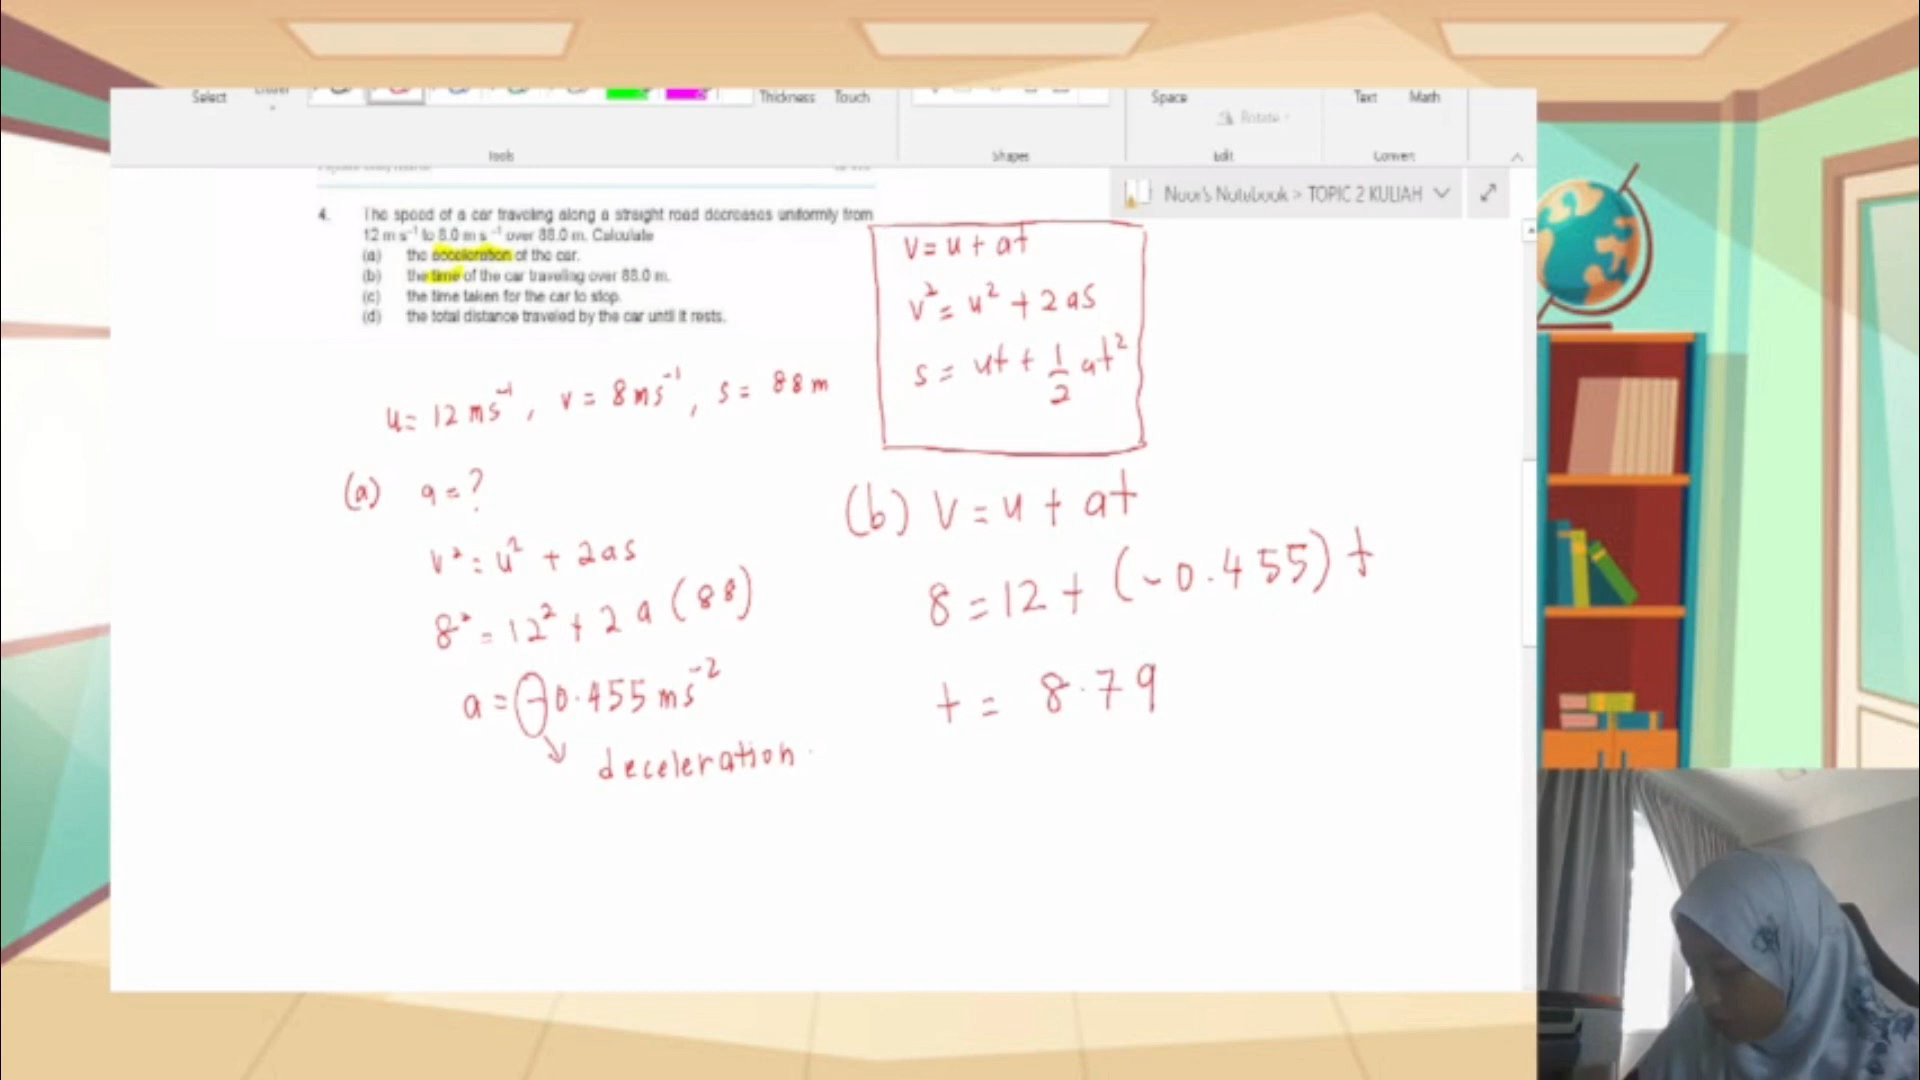 Select
Thickness Touch
Space
Text Math
Rotate
Tools
Shapes
Edit
Convert
Noor's Notebook > TOPIC 2 KULIAH
4. The speed of a car traveling along a straight road decreases uniformly from
12 m s⁻¹ to 8.0 m s⁻¹ over 88.0 m. Calculate
(a) the acceleration of the car.
(b) the time of the car traveling over 88.0 m.
(c) the time taken for the car to stop.
(d) the total distance traveled by the car until it rests.
v = u + at
v² = u² + 2as
s = ut + 1/2 at²
u = 12 ms⁻¹, v = 8 ms⁻¹, s = 88 m
(a) a = ?
v² = u² + 2as
8² = 12² + 2a(88)
a = -0.455 ms⁻²
deceleration.
(b) v = u + at
8 = 12 + (-0.455)t
t = 8.79